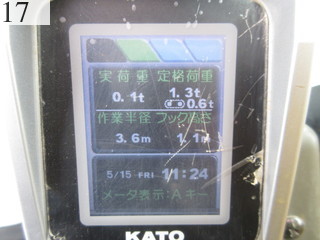 17
実荷重 定格荷重
0.1t 1.3t
0.6t
作業半径 フック高さ
3.6m 1.1m
5/15 FRI 11:24
メータ表示:Aキー
KATO